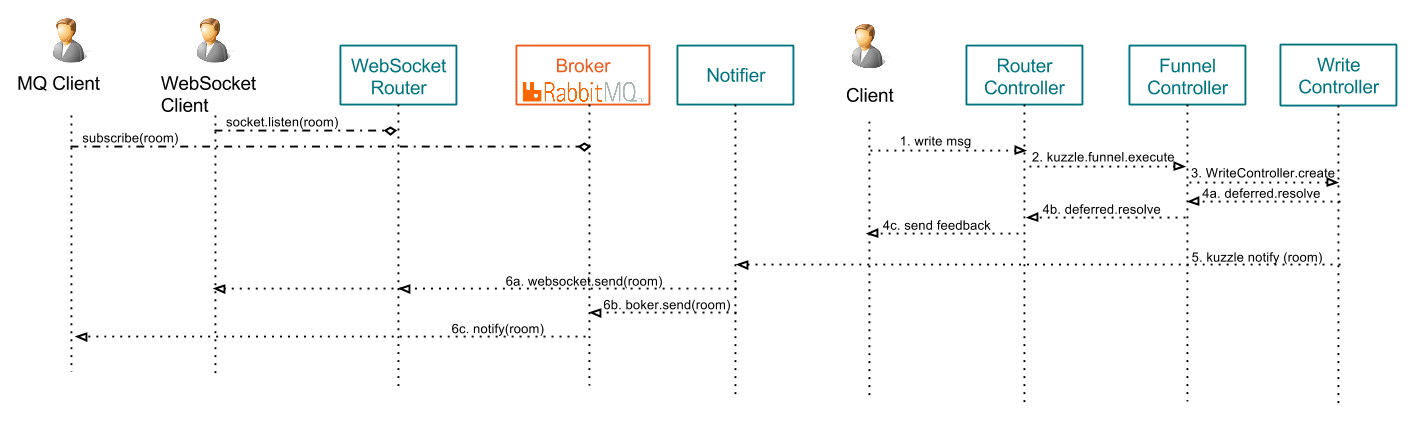 MQ Client
WebSocket
Client
WebSocket
Router
Broker
RabbitMQ
Notifier
Client
Router
Controller
Funnel
Controller
Write
Controller
socket.listen(room)
subscribe(room)
1. write msg
2. kuzzle.funnel.execute
3. WriteController.create
4a. deferred.resolve
4b. deferred.resolve
4c. send feedback
5. kuzzle notify (room)
6a. websocket.send(room)
6b. boker.send(room)
6c. notify(room)